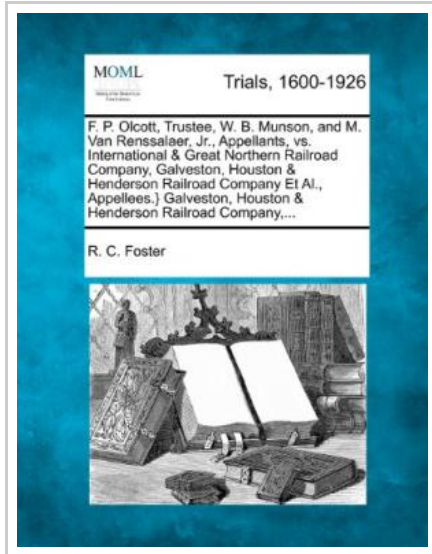 MOML
Trials, 1600-1926
F. P. Olcott, Trustee, W. B. Munson, and M.
Van Renssalaer, Jr., Appellants, vs.
International & Great Northern Railroad
Company, Galveston, Houston &
Henderson Railroad Company Et Al.,
Appellees.} Galveston, Houston &
Henderson Railroad Company,...
R. C. Foster